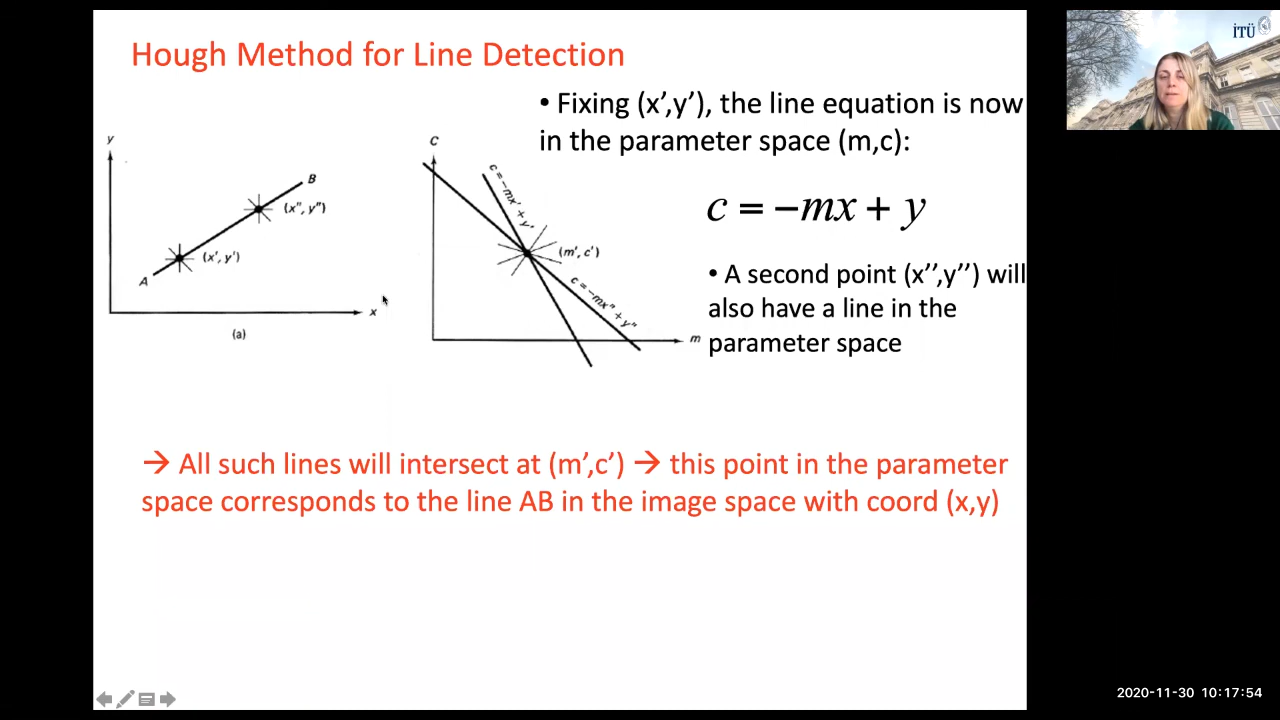 Hough Method for Line Detection
• Fixing (x’,y’), the line equation is now
in the parameter space (m,c):
c = −mx + y
• A second point (x’’,y’’) will
also have a line in the
parameter space
y
B
(x", y")
(x', y')
A
x
(a)
C
c = −mx' + y'
(m', c')
c = −mx" + y"
m
→ All such lines will intersect at (m’,c’) → this point in the parameter
space corresponds to the line AB in the image space with coord (x,y)
İTÜ
2020-11-30 10:17:54